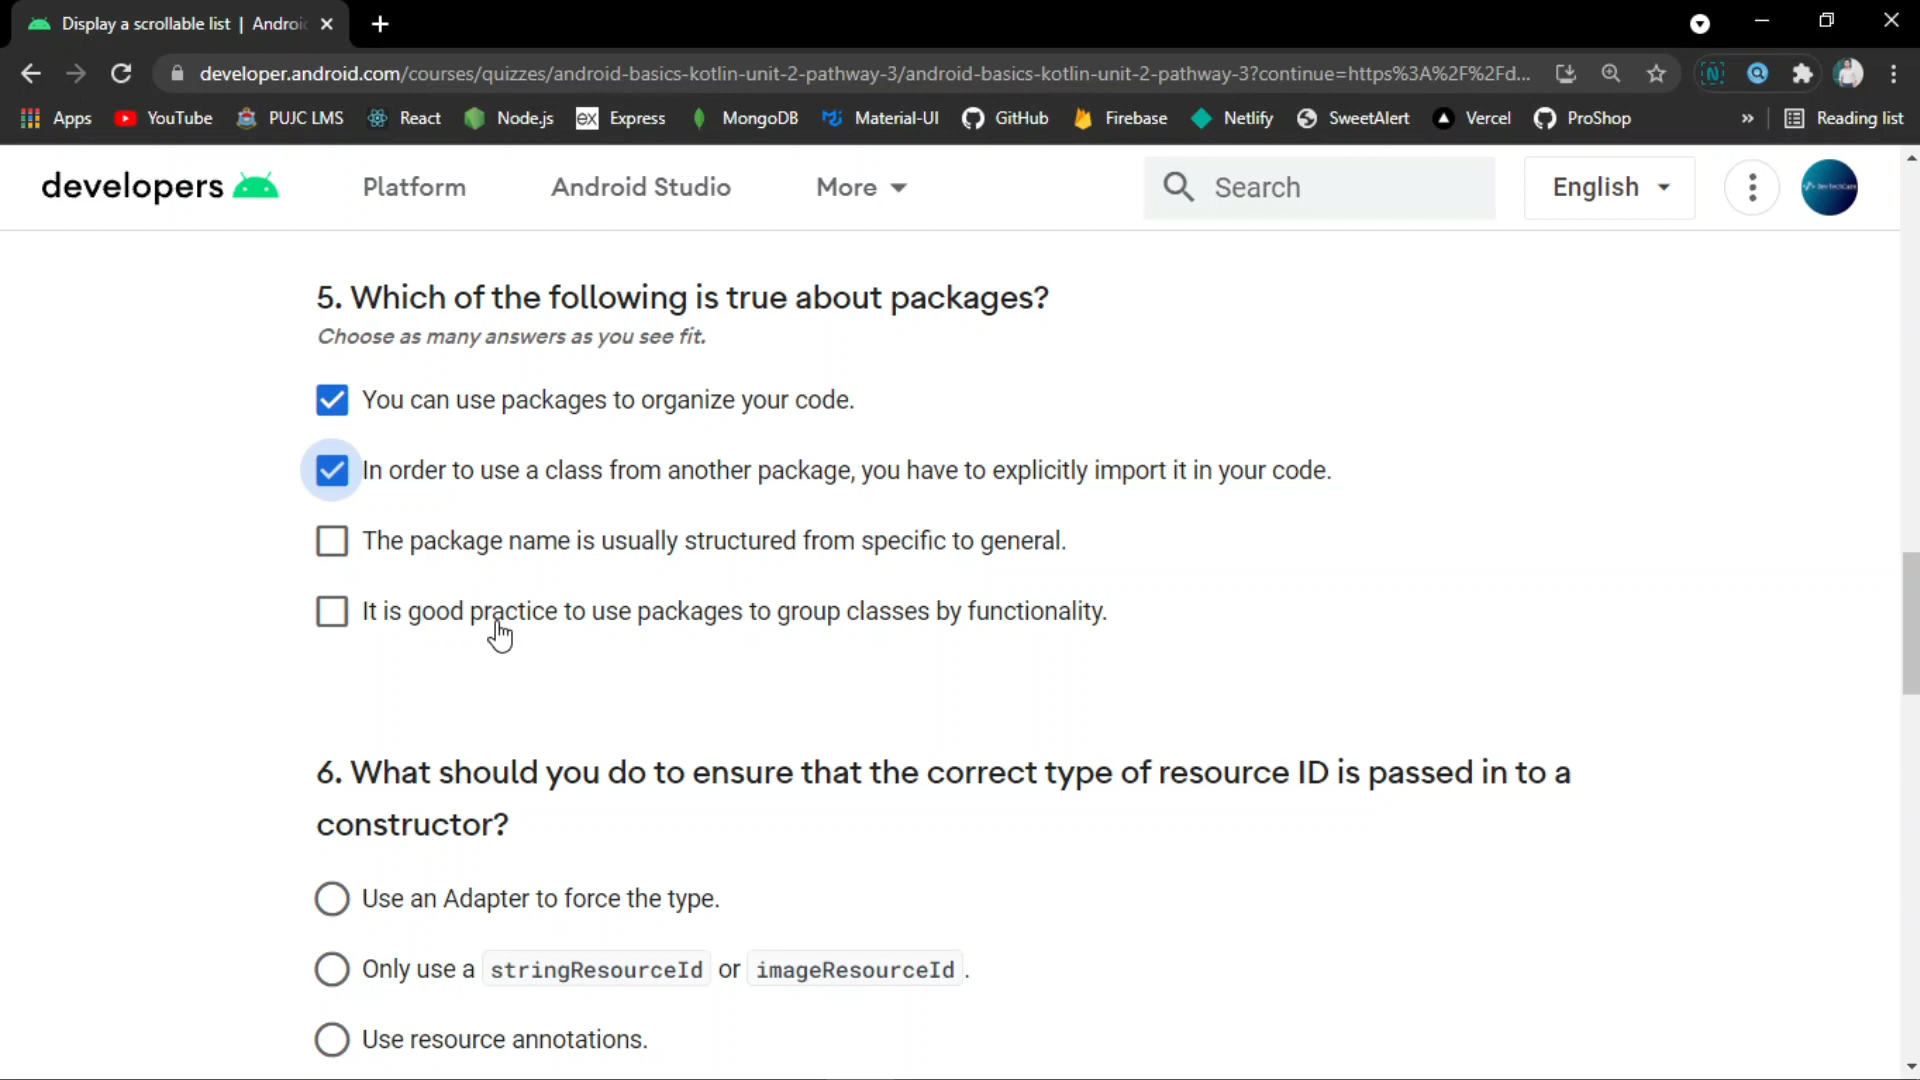 Display a scrollable list | Androi
developer.android.com/courses/quizzes/android-basics-kotlin-unit-2-pathway-3/android-basics-kotlin-unit-2-pathway-3?continue=https%3A%2F%2Fd...
Apps YouTube PUJC LMS React Node.js ex Express MongoDB Material-UI GitHub Firebase Netlify SweetAlert Vercel ProShop » Reading list
developers Platform Android Studio More Search English
5. Which of the following is true about packages?
Choose as many answers as you see fit.
You can use packages to organize your code.
In order to use a class from another package, you have to explicitly import it in your code.
The package name is usually structured from specific to general.
It is good practice to use packages to group classes by functionality.
6. What should you do to ensure that the correct type of resource ID is passed in to a
constructor?
Use an Adapter to force the type.
Only use a stringResourceId or imageResourceId.
Use resource annotations.